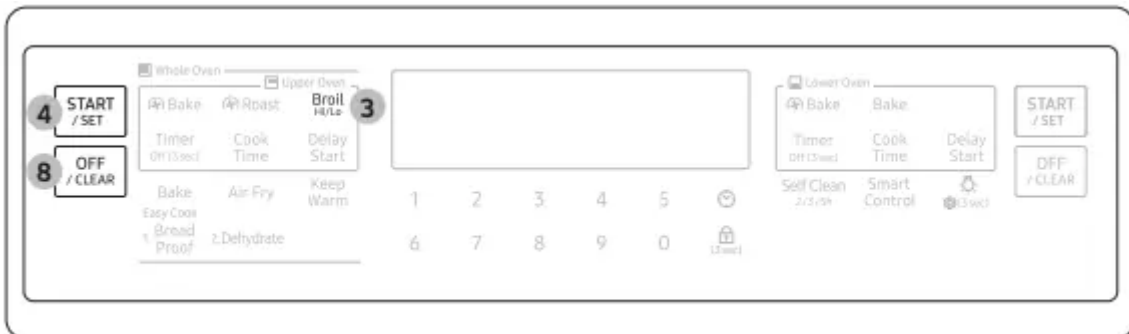 Whole Oven
Upper Oven
Lower Oven
4 START / SET
Bake Roast Broil Hi/Lo 3
Bake Bake
START / SET
Timer Off (3 sec) Cook Time Delay Start
Timer Off (3 sec) Cook Time Delay Start
8 OFF / CLEAR
OFF / CLEAR
Bake Air Fry Keep Warm
1 2 3 4 5
Self Clean 2/3/5h Smart Control (3 sec)
Easy Cook
1. Bread Proof 2. Dehydrate
6 7 8 9 0 (3 sec)